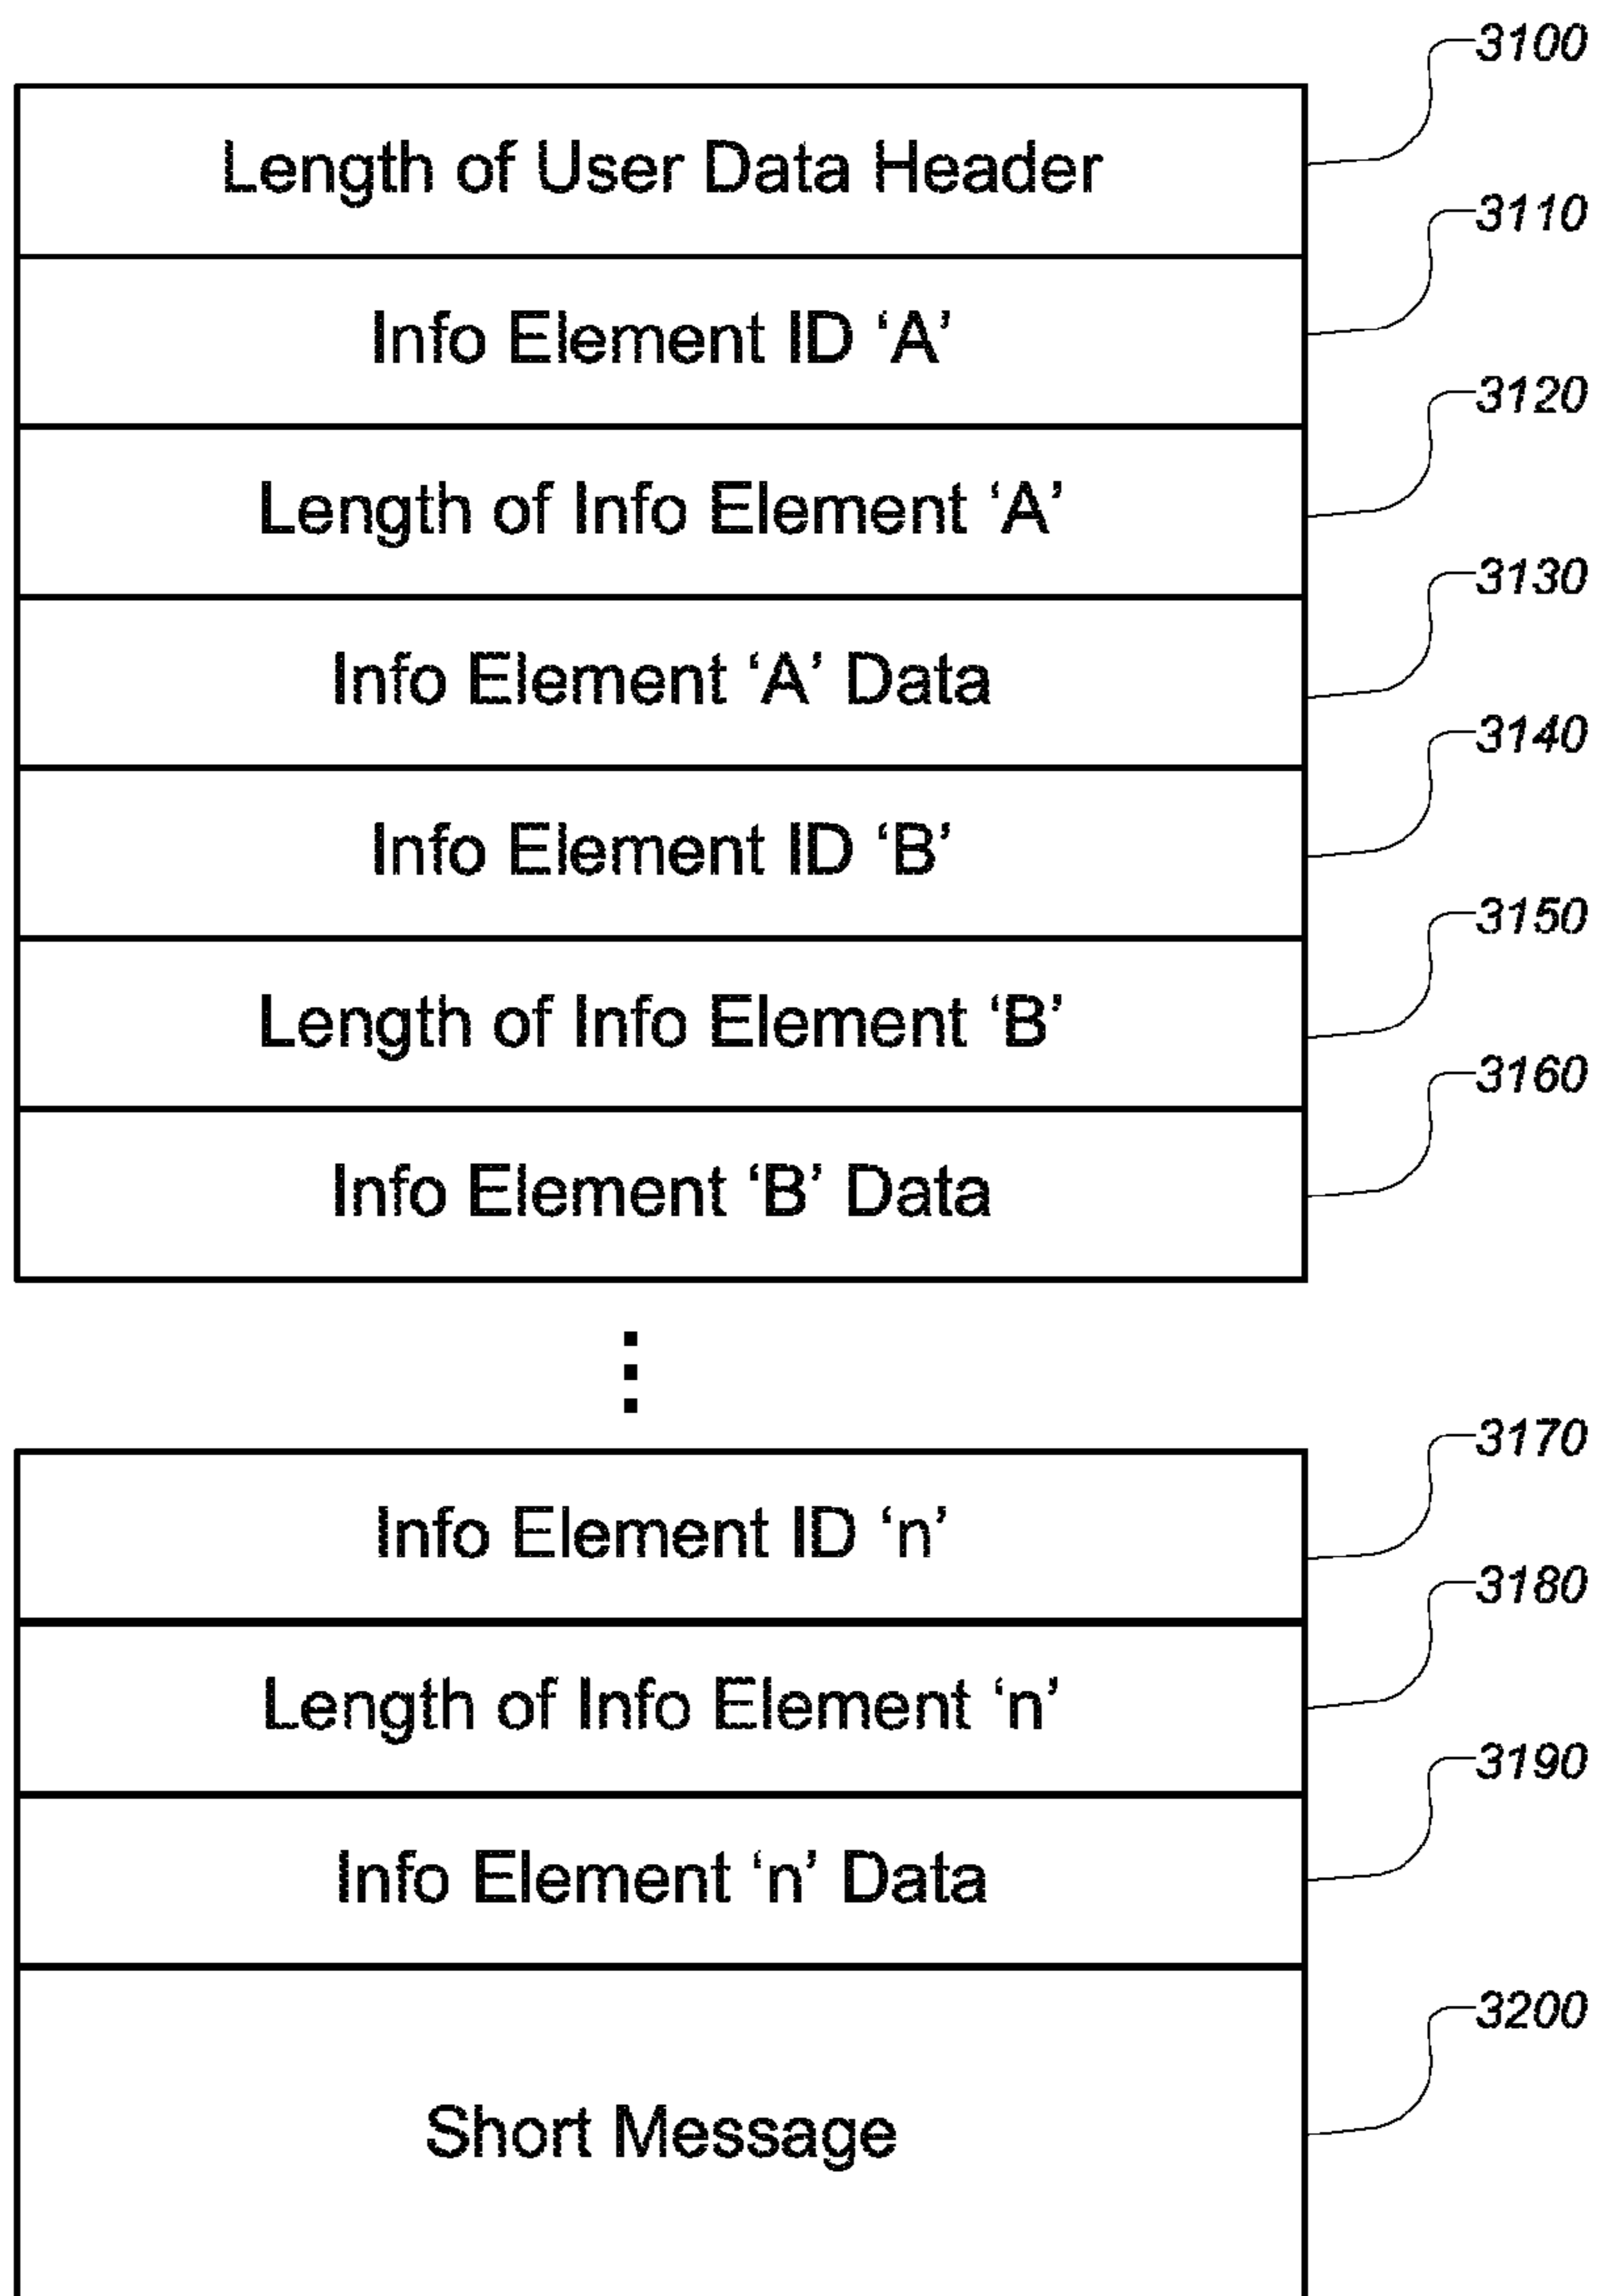 3100
Length of User Data Header
3110
Info Element ID ‘A’
3120
Length of Info Element ‘A’
3130
Info Element ‘A’ Data
3140
Info Element ID ‘B’
3150
Length of Info Element ‘B’
3160
Info Element ‘B’ Data
3170
Info Element ID ‘n’
3180
Length of Info Element ‘n’
3190
Info Element ‘n’ Data
3200
Short Message